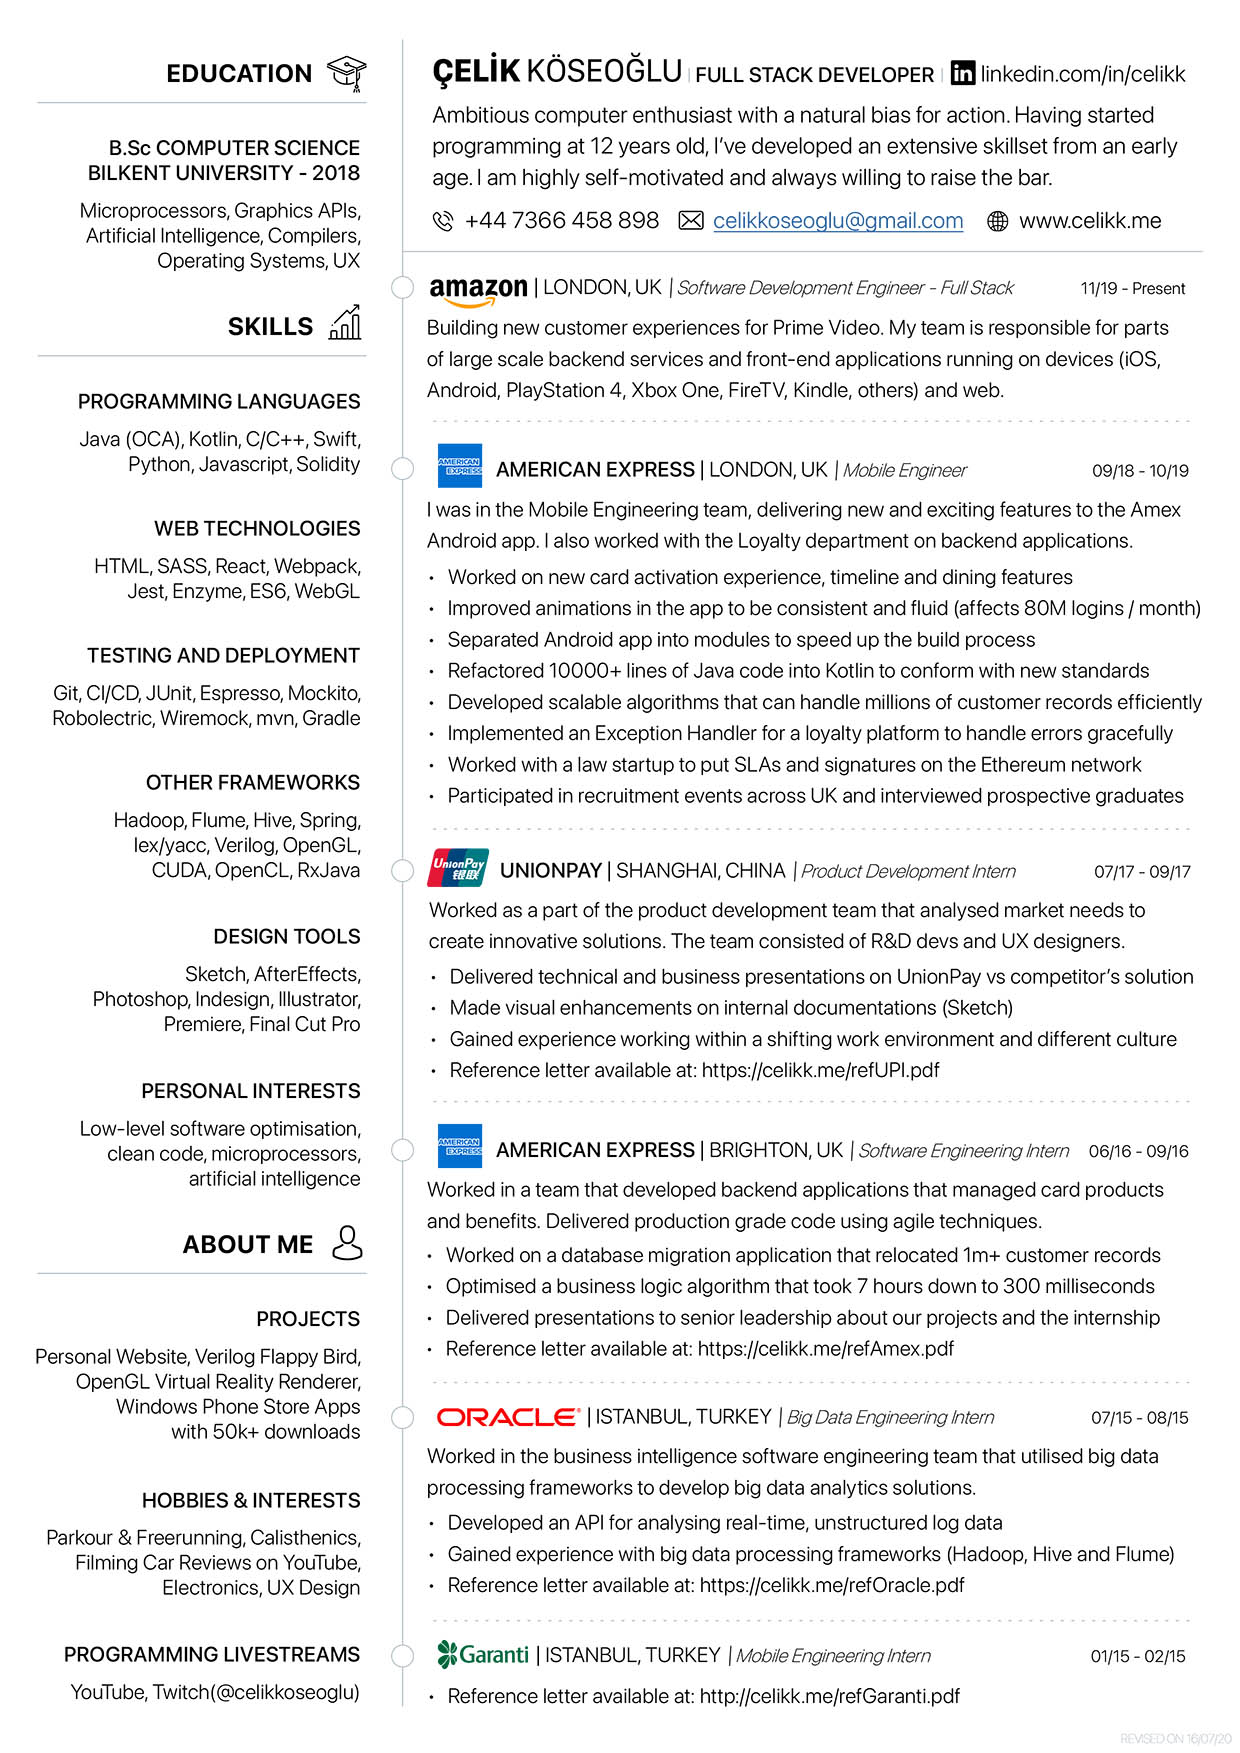 EDUCATION
B.Sc COMPUTER SCIENCE
BILKENT UNIVERSITY - 2018
Microprocessors, Graphics APIs,
Artificial Intelligence, Compilers,
Operating Systems, UX
SKILLS
PROGRAMMING LANGUAGES
Java (OCA), Kotlin, C/C++, Swift,
Python, Javascript, Solidity
WEB TECHNOLOGIES
HTML, SASS, React, Webpack,
Jest, Enzyme, ES6, WebGL
TESTING AND DEPLOYMENT
Git, CI/CD, JUnit, Espresso, Mockito,
Robolectric, Wiremock, mvn, Gradle
OTHER FRAMEWORKS
Hadoop, Flume, Hive, Spring,
lex/yacc, Verilog, OpenGL,
CUDA, OpenCL, RxJava
DESIGN TOOLS
Sketch, AfterEffects,
Photoshop, Indesign, Illustrator,
Premiere, Final Cut Pro
PERSONAL INTERESTS
Low-level software optimisation,
clean code, microprocessors,
artificial intelligence
ABOUT ME
PROJECTS
Personal Website, Verilog Flappy Bird,
OpenGL Virtual Reality Renderer,
Windows Phone Store Apps
with 50k+ downloads
HOBBIES & INTERESTS
Parkour & Freerunning, Calisthenics,
Filming Car Reviews on YouTube,
Electronics, UX Design
PROGRAMMING LIVESTREAMS
YouTube, Twitch(@celikkoseoglu)
ÇELİK KÖSEOĞLU | FULL STACK DEVELOPER | in linkedin.com/in/celikk
Ambitious computer enthusiast with a natural bias for action. Having started
programming at 12 years old, I've developed an extensive skillset from an early
age. I am highly self-motivated and always willing to raise the bar.
+44 7366 458 898 celikkoseoglu@gmail.com www.celikk.me
amazon | LONDON, UK | Software Development Engineer - Full Stack 11/19 - Present
Building new customer experiences for Prime Video. My team is responsible for parts
of large scale backend services and front-end applications running on devices (iOS,
Android, PlayStation 4, Xbox One, FireTV, Kindle, others) and web.
AMERICAN EXPRESS AMERICAN EXPRESS | LONDON, UK | Mobile Engineer 09/18 - 10/19
I was in the Mobile Engineering team, delivering new and exciting features to the Amex
Android app. I also worked with the Loyalty department on backend applications.
• Worked on new card activation experience, timeline and dining features
• Improved animations in the app to be consistent and fluid (affects 80M logins / month)
• Separated Android app into modules to speed up the build process
• Refactored 10000+ lines of Java code into Kotlin to conform with new standards
• Developed scalable algorithms that can handle millions of customer records efficiently
• Implemented an Exception Handler for a loyalty platform to handle errors gracefully
• Worked with a law startup to put SLAs and signatures on the Ethereum network
• Participated in recruitment events across UK and interviewed prospective graduates
UnionPay 银联 UNIONPAY | SHANGHAI, CHINA | Product Development Intern 07/17 - 09/17
Worked as a part of the product development team that analysed market needs to
create innovative solutions. The team consisted of R&D devs and UX designers.
• Delivered technical and business presentations on UnionPay vs competitor's solution
• Made visual enhancements on internal documentations (Sketch)
• Gained experience working within a shifting work environment and different culture
• Reference letter available at: https://celikk.me/refUPI.pdf
AMERICAN EXPRESS AMERICAN EXPRESS | BRIGHTON, UK | Software Engineering Intern 06/16 - 09/16
Worked in a team that developed backend applications that managed card products
and benefits. Delivered production grade code using agile techniques.
• Worked on a database migration application that relocated 1m+ customer records
• Optimised a business logic algorithm that took 7 hours down to 300 milliseconds
• Delivered presentations to senior leadership about our projects and the internship
• Reference letter available at: https://celikk.me/refAmex.pdf
ORACLE® | ISTANBUL, TURKEY | Big Data Engineering Intern 07/15 - 08/15
Worked in the business intelligence software engineering team that utilised big data
processing frameworks to develop big data analytics solutions.
• Developed an API for analysing real-time, unstructured log data
• Gained experience with big data processing frameworks (Hadoop, Hive and Flume)
• Reference letter available at: https://celikk.me/refOracle.pdf
Garanti | ISTANBUL, TURKEY | Mobile Engineering Intern 01/15 - 02/15
• Reference letter available at: http://celikk.me/refGaranti.pdf
REVISED ON 16/07/20